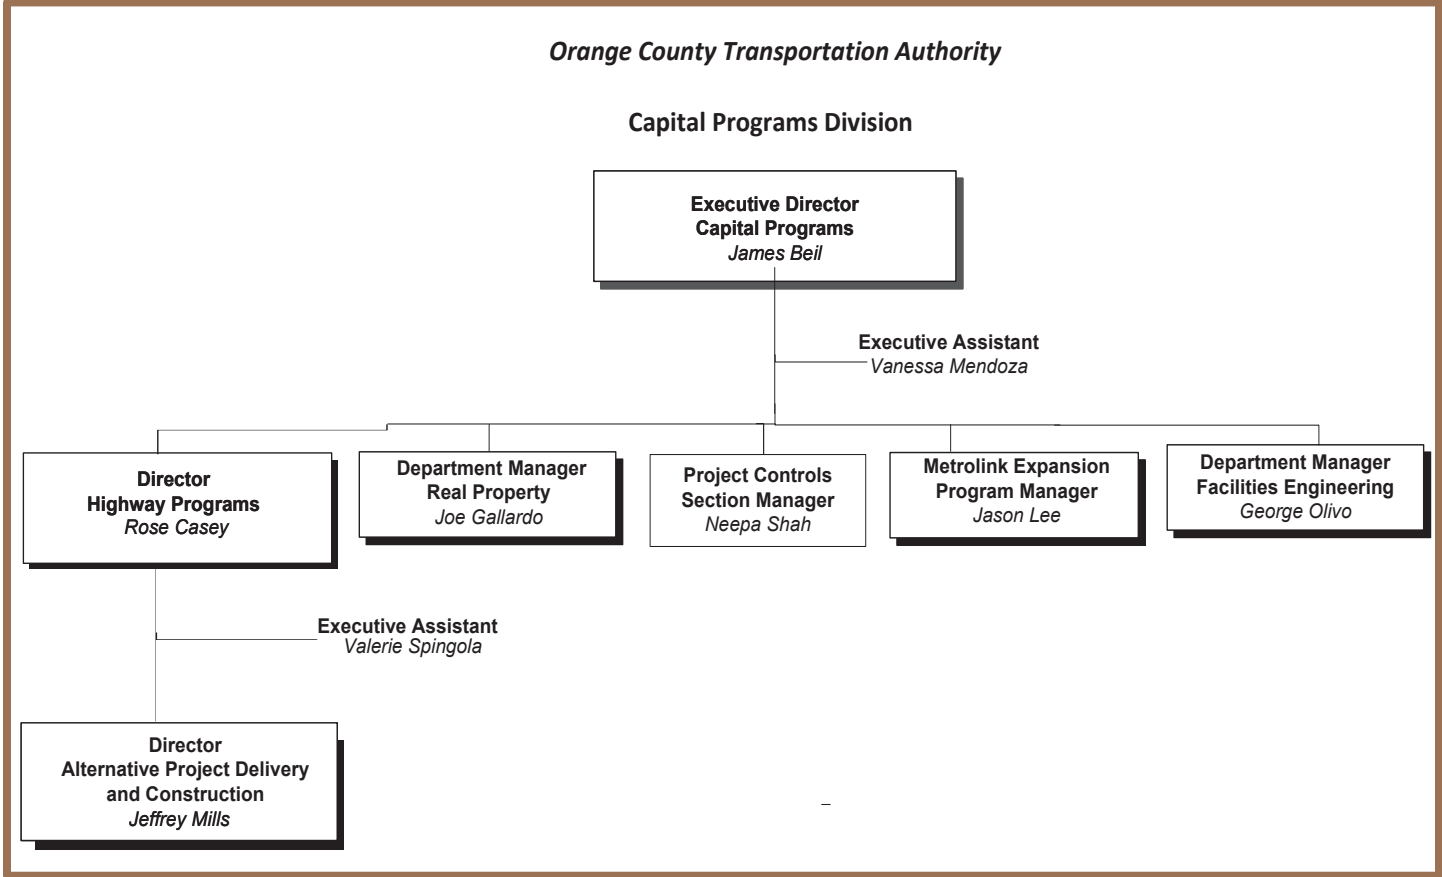 Orange County Transportation Authority
Capital Programs Division
Executive Director
Capital Programs
James Beil
Executive Assistant
Vanessa Mendoza
Director
Highway Programs
Rose Casey
Department Manager
Real Property
Joe Gallardo
Project Controls
Section Manager
Neepa Shah
Metrolink Expansion
Program Manager
Jason Lee
Department Manager
Facilities Engineering
George Olivo
Executive Assistant
Valerie Spingola
Director
Alternative Project Delivery
and Construction
Jeffrey Mills